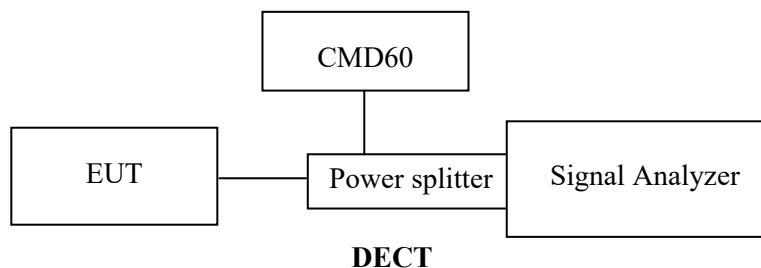 CMD60
EUT
Power splitter
Signal Analyzer
DECT